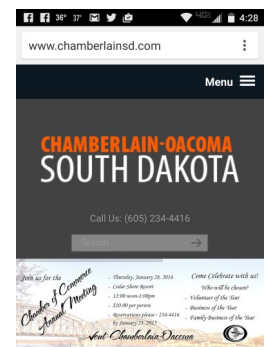 36° 37°
4G
4:28
www.chamberlainsd.com
Menu
CHAMBERLAIN-OACOMA
SOUTH DAKOTA
Call Us: (605) 234-4416
Search...
Join us for the
Chamber of Commerce
Annual Meeting
- Thursday, January 28, 2016
- Cedar Shore Resort
- 12:00 noon-1:00pm
- $10.00 per person
- Reservations please - 234-4416
by January 25, 2017
Come Celebrate with us!
Who will be chosen?
- Volunteer of the Year
- Business of the Year
- Family Business of the Year
Chamberlain-Oacoma